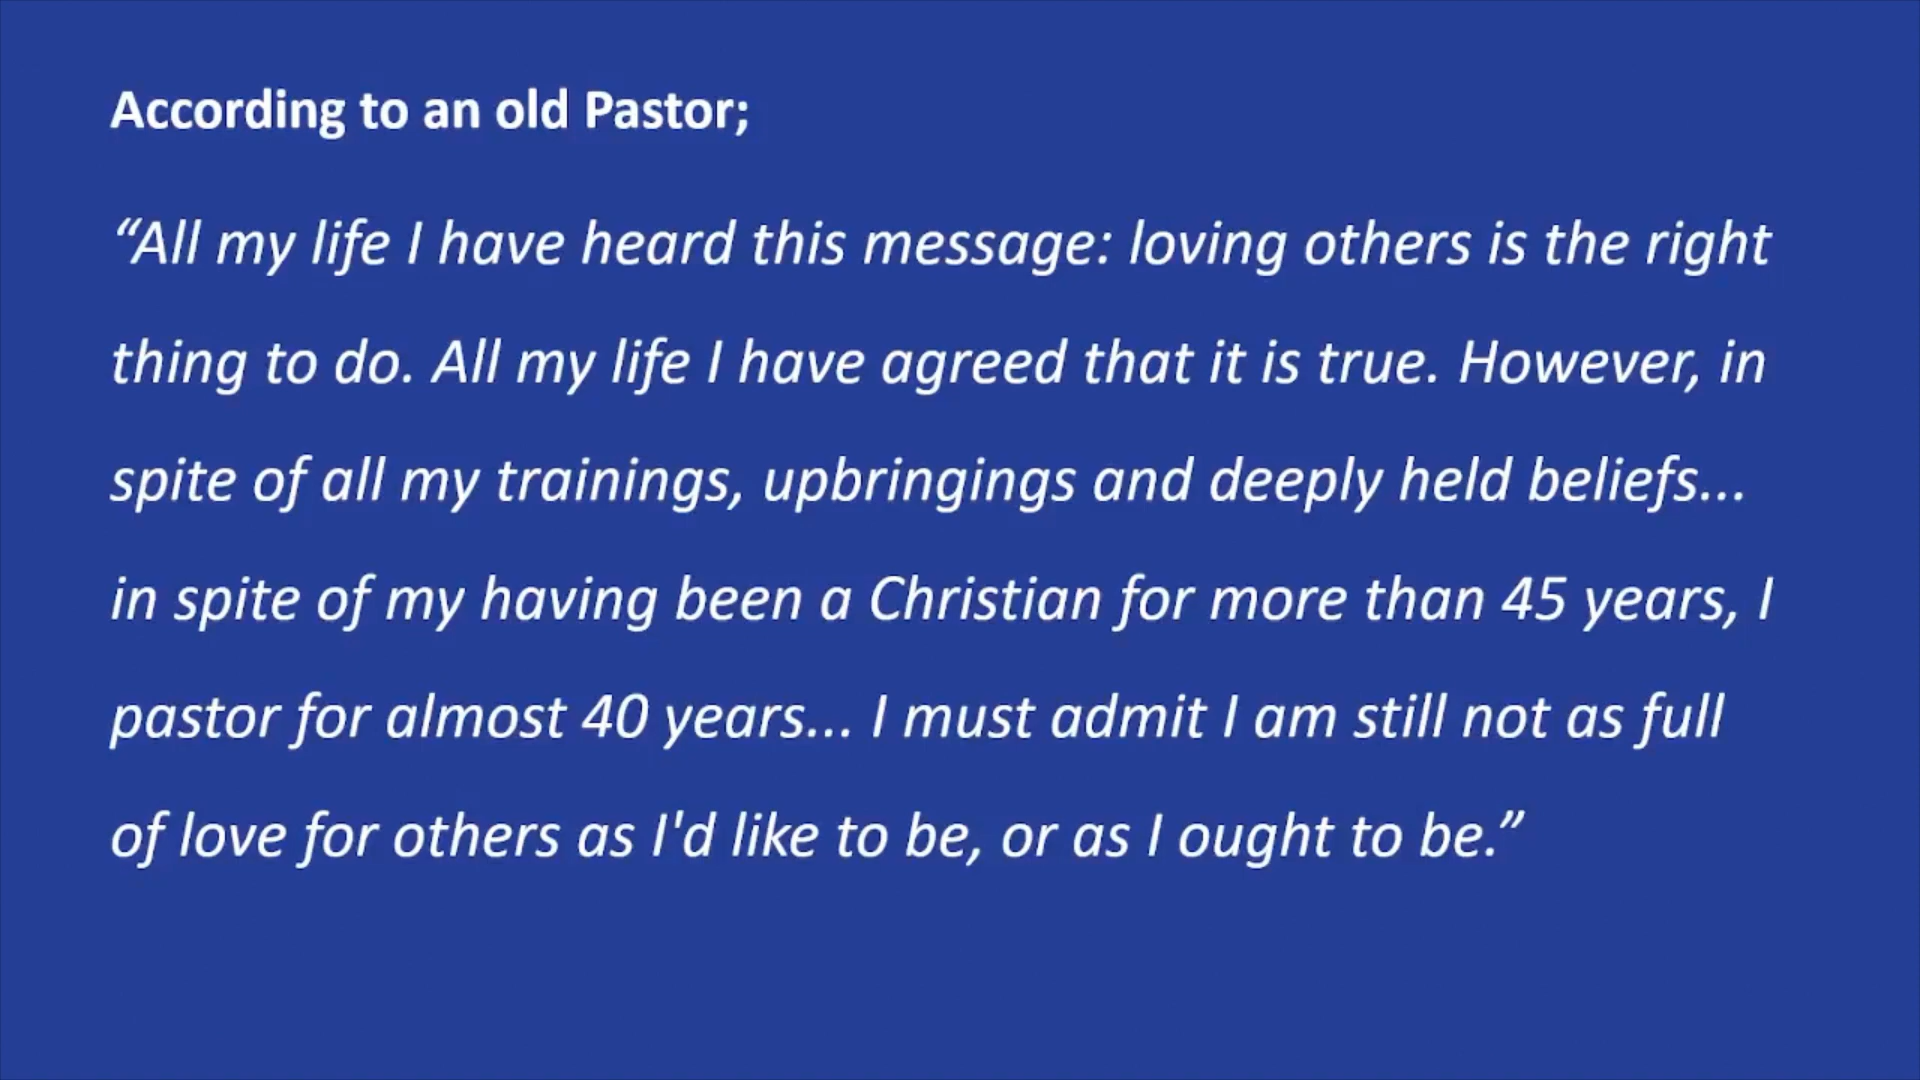 According to an old Pastor;
“All my life I have heard this message: loving others is the right
thing to do. All my life I have agreed that it is true. However, in
spite of all my trainings, upbringings and deeply held beliefs...
in spite of my having been a Christian for more than 45 years, I
pastor for almost 40 years... I must admit I am still not as full
of love for others as I'd like to be, or as I ought to be.”